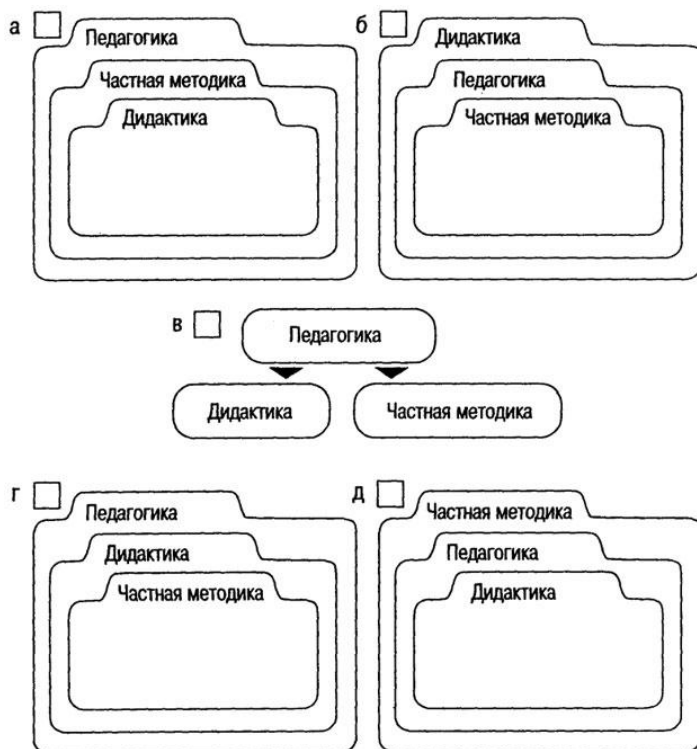 а
Педагогика
Частная методика
Дидактика
б
Дидактика
Педагогика
Частная методика
в
Педагогика
Дидактика
Частная методика
г
Педагогика
Дидактика
Частная методика
д
Частная методика
Педагогика
Дидактика